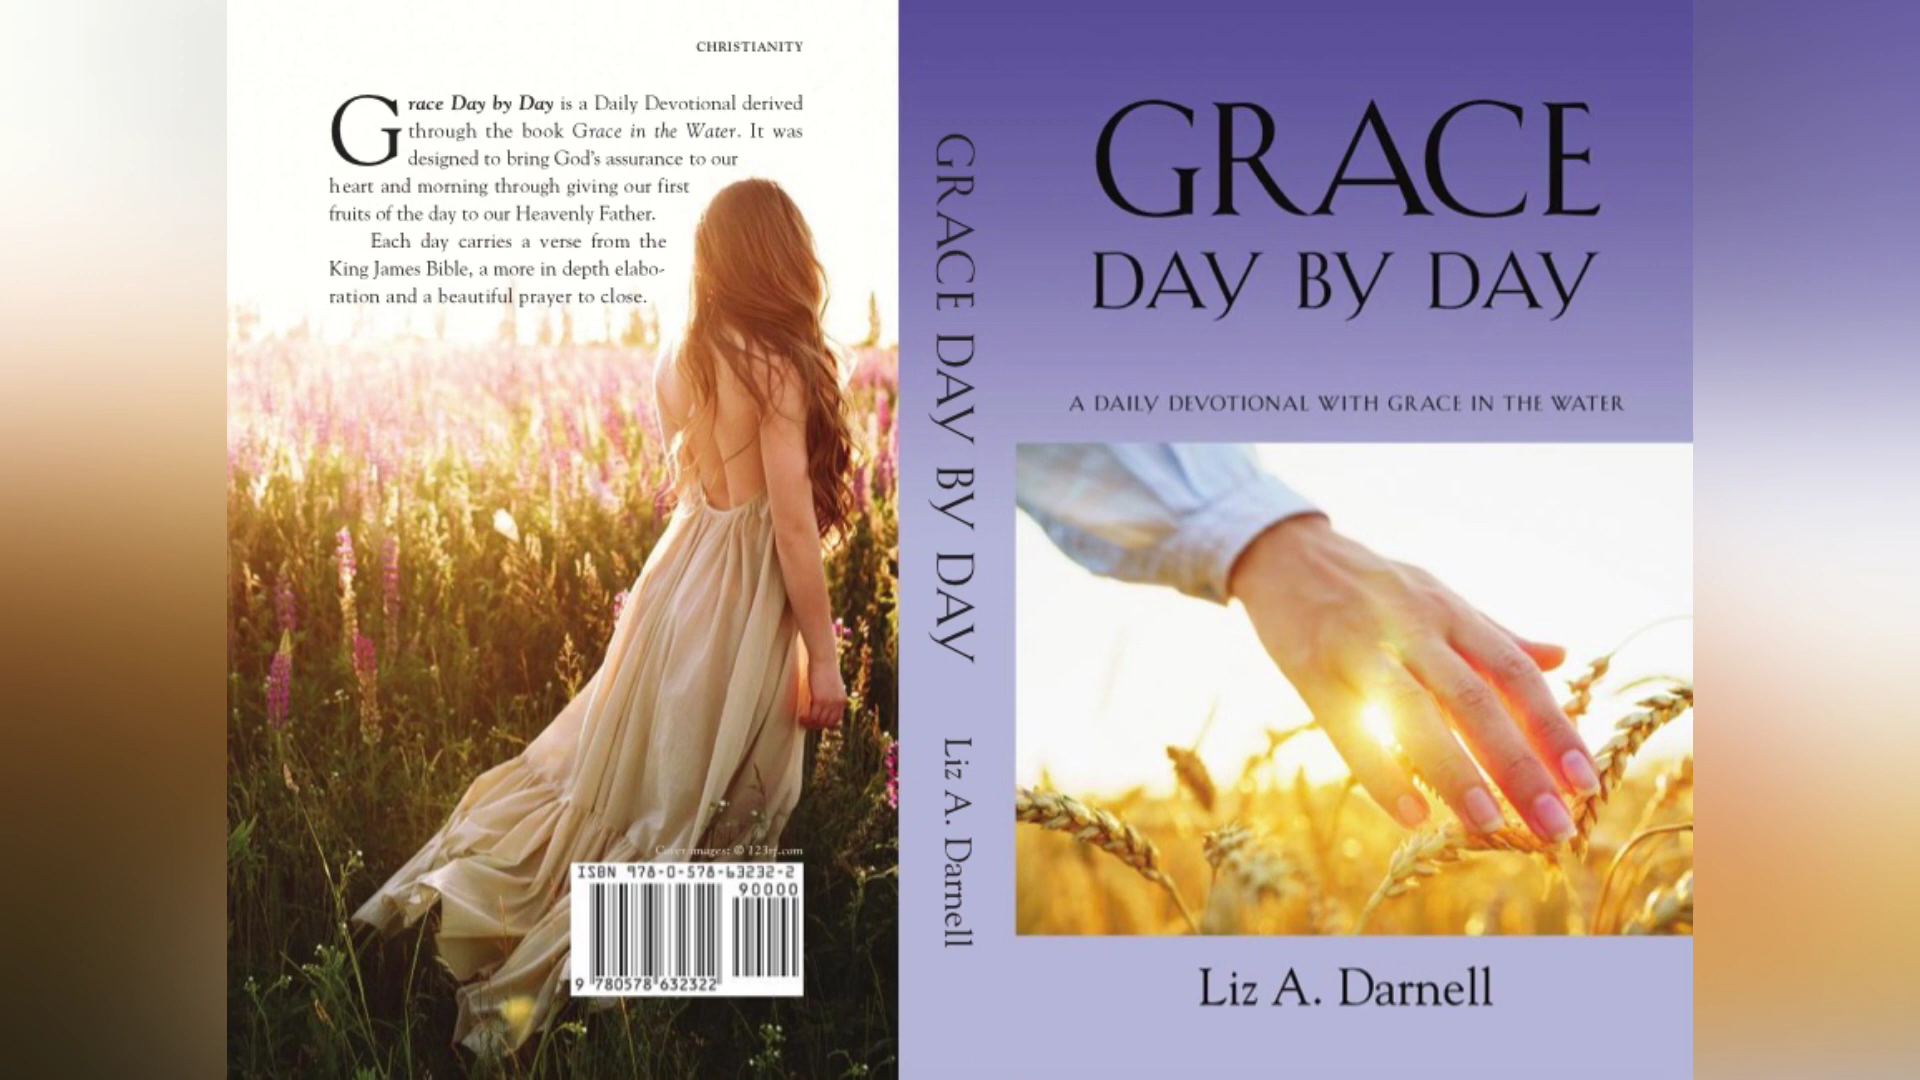 CHRISTIANITY
Grace Day by Day is a Daily Devotional derived
through the book Grace in the Water. It was
designed to bring God's assurance to our
heart and morning through giving our first
fruits of the day to our Heavenly Father.
Each day carries a verse from the
King James Bible, a more in depth elabo-
ration and a beautiful prayer to close.
Cover images: © 123rf.com
ISBN 978-0-578-63232-2
90000
9 780578 632322
GRACE DAY BY DAY Liz A. Darnell
GRACE
DAY BY DAY
A DAILY DEVOTIONAL WITH GRACE IN THE WATER
Liz A. Darnell